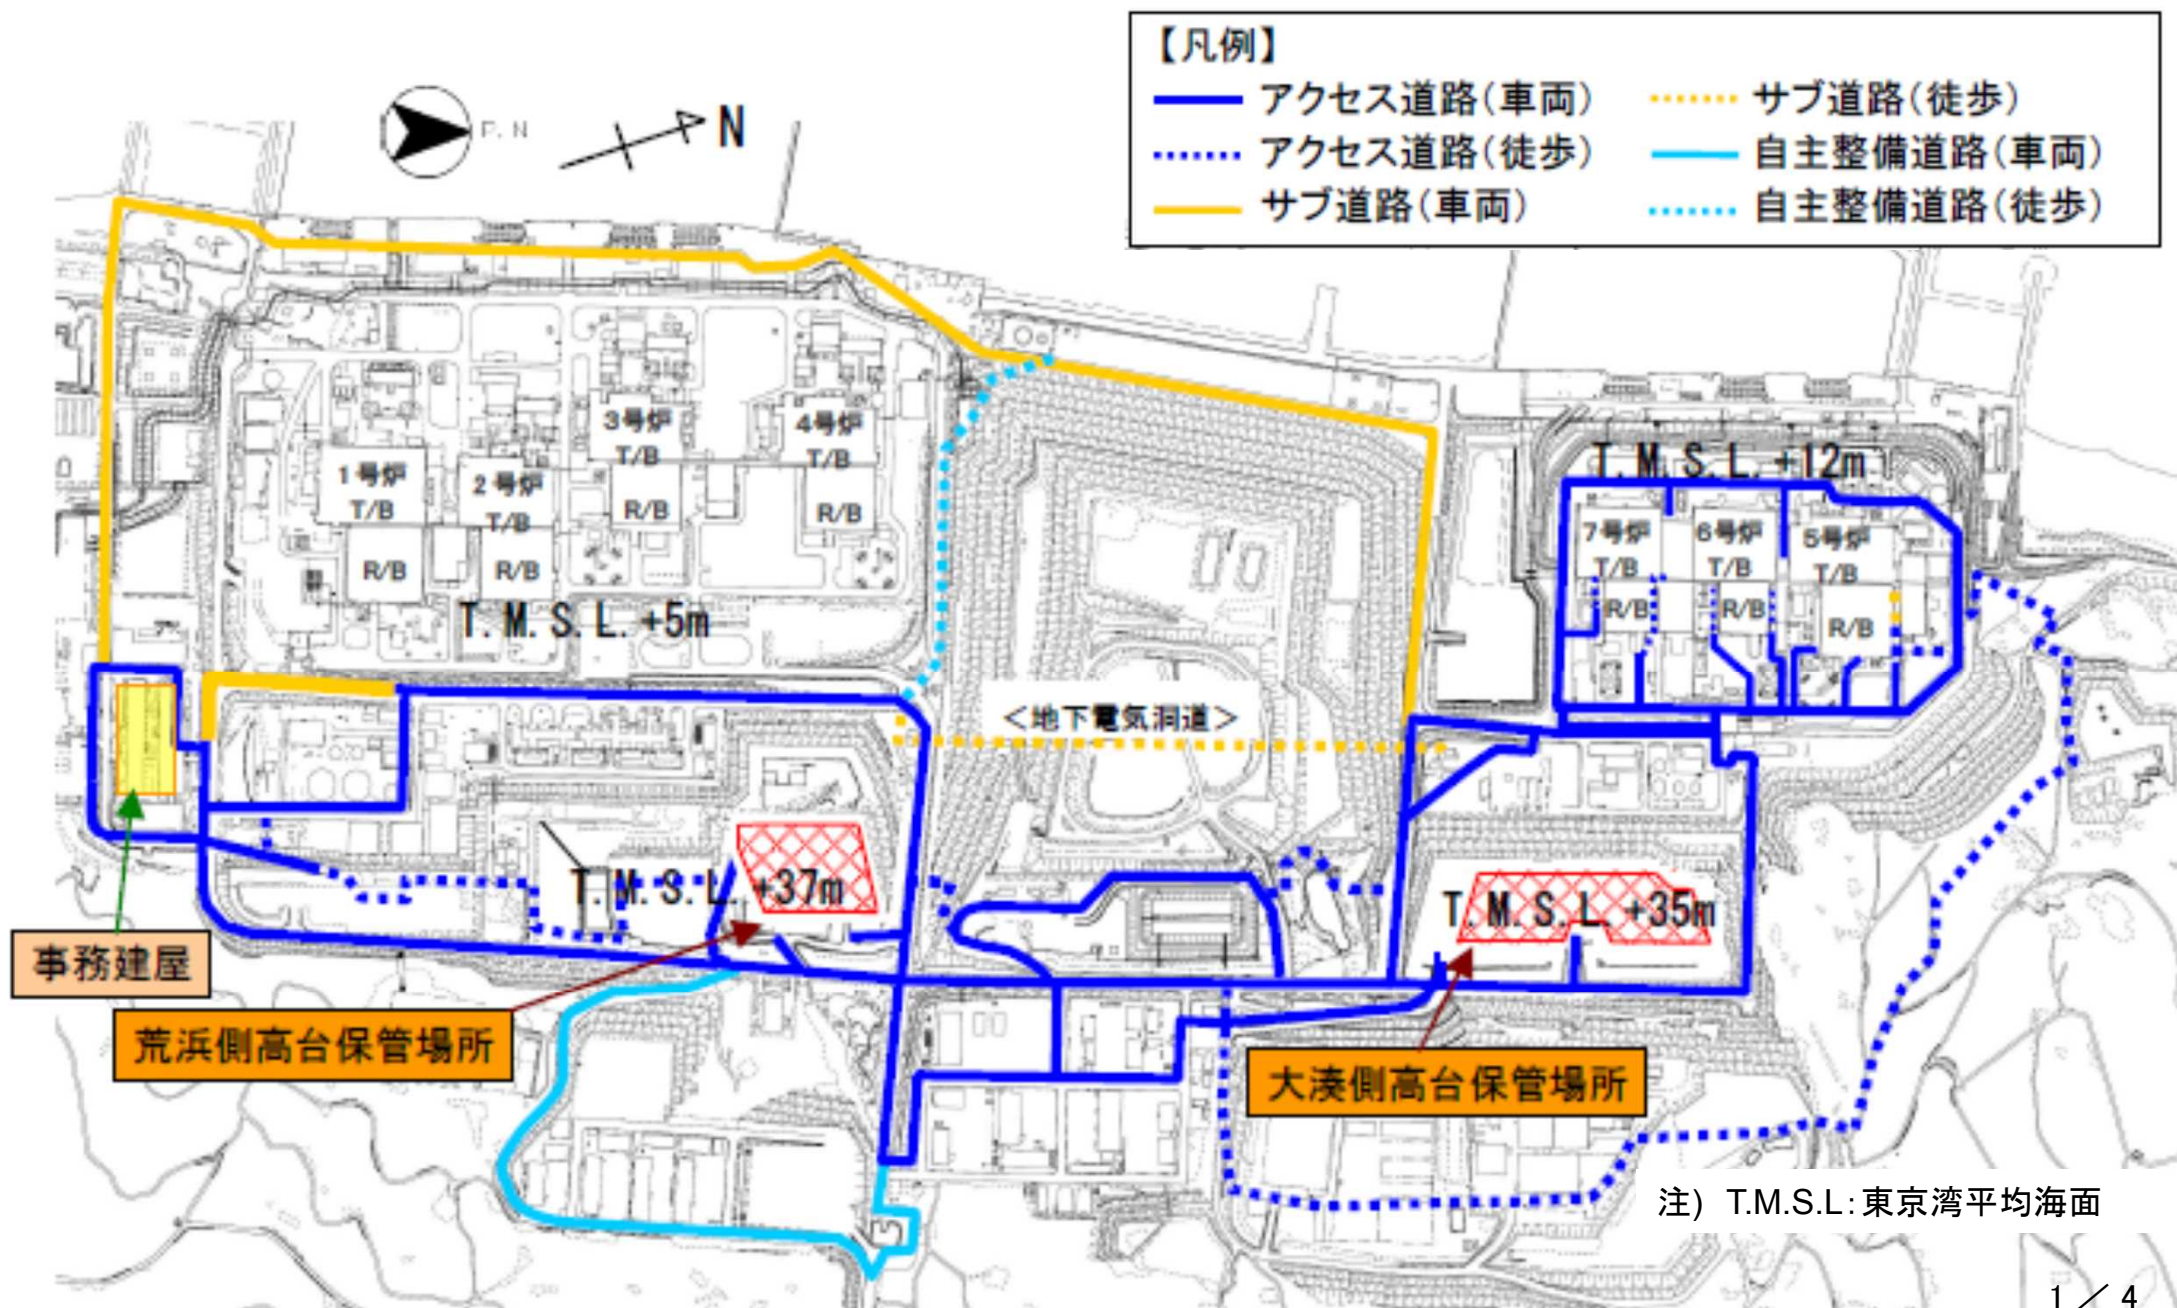 【凡例】
アクセス道路(車両)
サブ道路(徒歩)
アクセス道路(徒歩)
自主整備道路(車両)
サブ道路(車両)
自主整備道路(徒歩)
P.N
N
3号炉
T/B
R/B
4号炉
T/B
R/B
1号炉
T/B
R/B
2号炉
T/B
R/B
T.M.S.L.+5m
T.M.S.L.+12m
7号炉
T/B
R/B
6号炉
T/B
R/B
5号炉
T/B
R/B
<地下電気洞道>
T.M.S.L.+37m
T.M.S.L.+35m
事務建屋
荒浜側高台保管場所
大湊側高台保管場所
注) T.M.S.L:東京湾平均海面
1/4